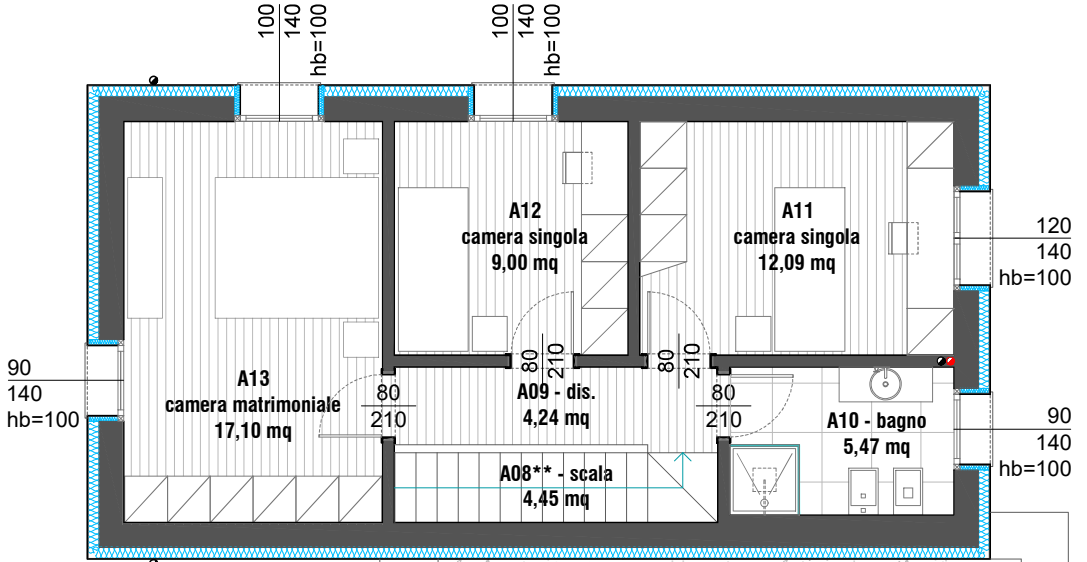 100
140
hb=100
100
140
hb=100
A12
camera singola
9,00 mq
A11
camera singola
12,09 mq
120
140
hb=100
90
140
hb=100
A13
camera matrimoniale
17,10 mq
80
210
80
210
80
210
A09 - dis.
4,24 mq
80
210
A10 - bagno
5,47 mq
90
140
hb=100
A08** - scala
4,45 mq